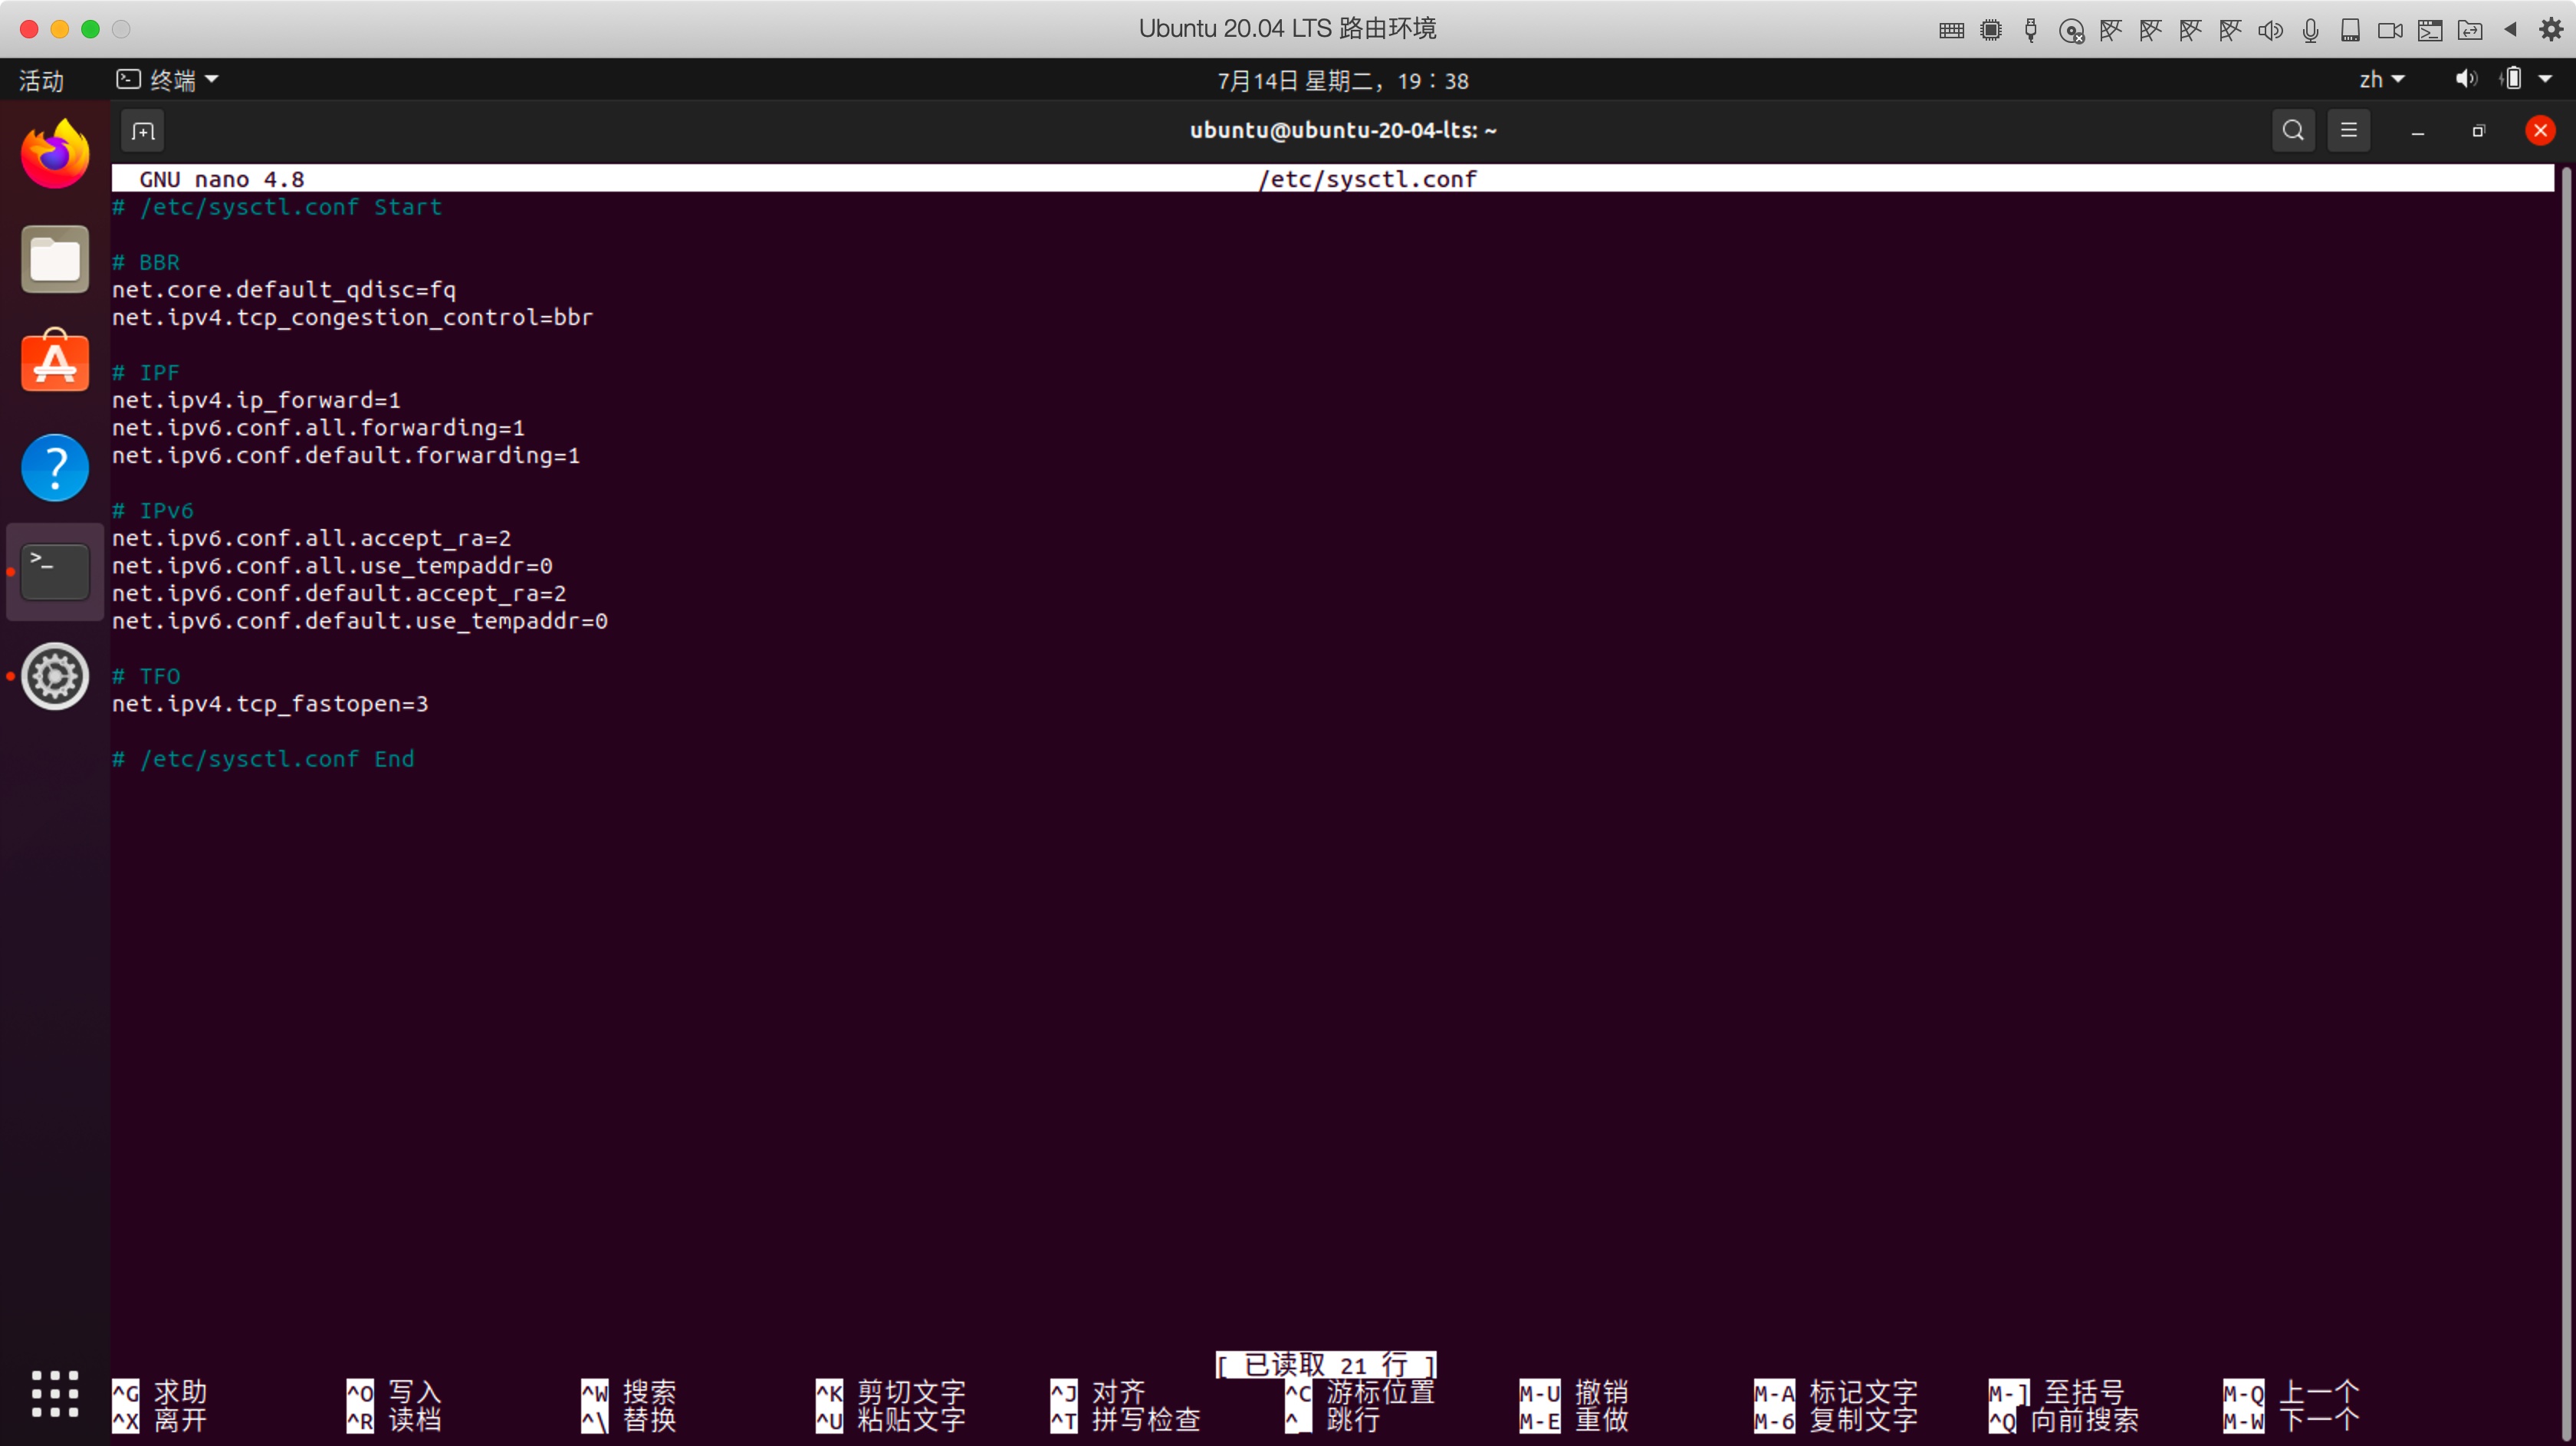 Ubuntu 20.04 LTS 路由环境
活动 终端 7月14日 星期二，19：38 zh
ubuntu@ubuntu-20-04-lts: ~
GNU nano 4.8 /etc/sysctl.conf
# /etc/sysctl.conf Start
# BBR
net.core.default_qdisc=fq
net.ipv4.tcp_congestion_control=bbr
# IPF
net.ipv4.ip_forward=1
net.ipv6.conf.all.forwarding=1
net.ipv6.conf.default.forwarding=1
# IPv6
net.ipv6.conf.all.accept_ra=2
net.ipv6.conf.all.use_tempaddr=0
net.ipv6.conf.default.accept_ra=2
net.ipv6.conf.default.use_tempaddr=0
# TFO
net.ipv4.tcp_fastopen=3
# /etc/sysctl.conf End
[ 已读取 21 行 ]
^G 求助 ^O 写入 ^W 搜索 ^K 剪切文字 ^J 对齐 ^C 游标位置 M-U 撤销 M-A 标记文字 M-] 至括号 M-Q 上一个
^X 离开 ^R 读档 ^\ 替换 ^U 粘贴文字 ^T 拼写检查 ^_ 跳行 M-E 重做 M-6 复制文字 ^Q 向前搜索 M-W 下一个